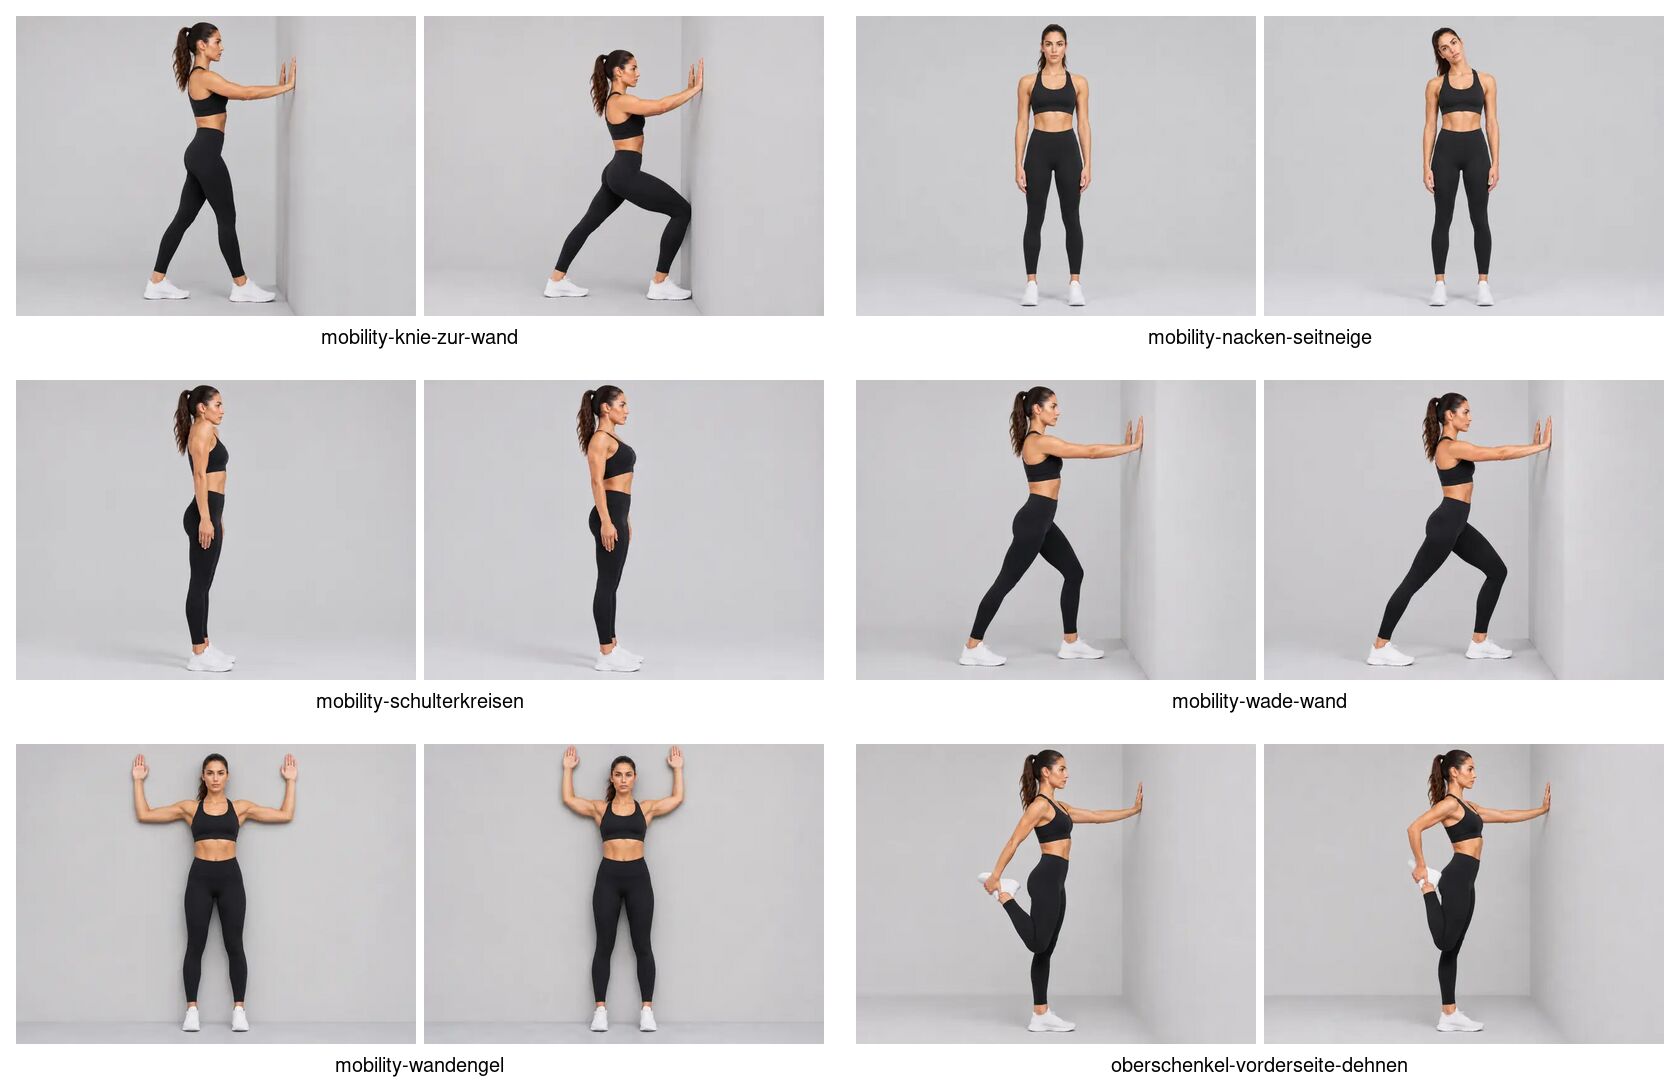 mobility-knie-zur-wand
mobility-nacken-seitneige
mobility-schulterkreisen
mobility-wade-wand
mobility-wandengel
oberschenkel-vorderseite-dehnen